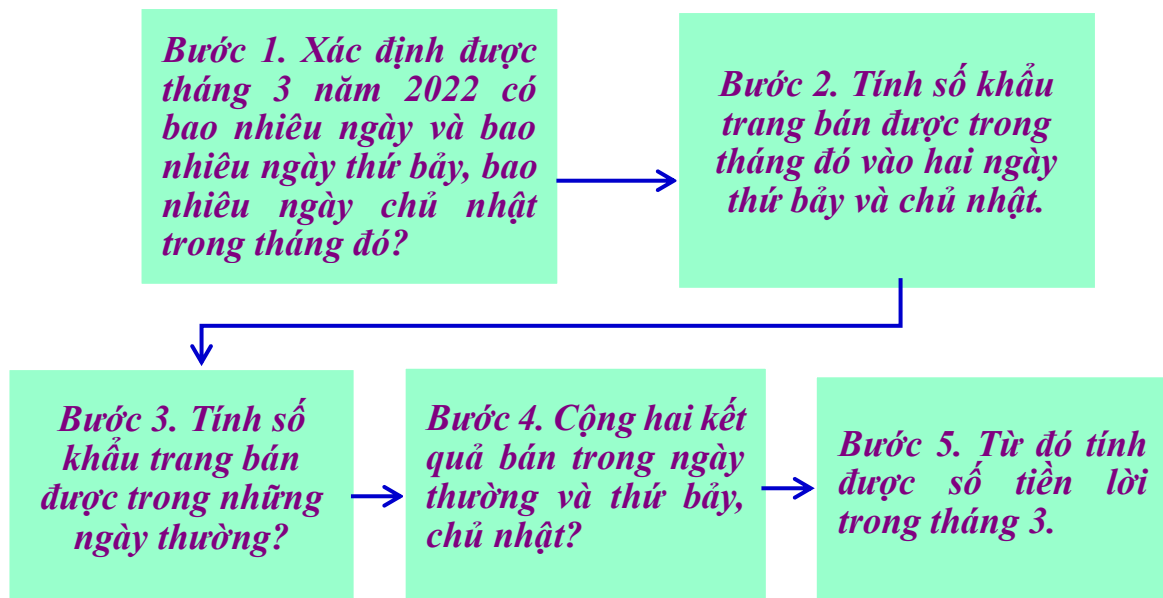 Bước 1. Xác định được
tháng 3 năm 2022 có
bao nhiêu ngày và bao
nhiêu ngày thứ bảy, bao
nhiêu ngày chủ nhật
trong tháng đó?
Bước 2. Tính số khẩu
trang bán được trong
tháng đó vào hai ngày
thứ bảy và chủ nhật.
Bước 3. Tính số
khẩu trang bán
được trong những
ngày thường?
Bước 4. Cộng hai kết
quả bán trong ngày
thường và thứ bảy,
chủ nhật?
Bước 5. Từ đó tính
được số tiền lời
trong tháng 3.